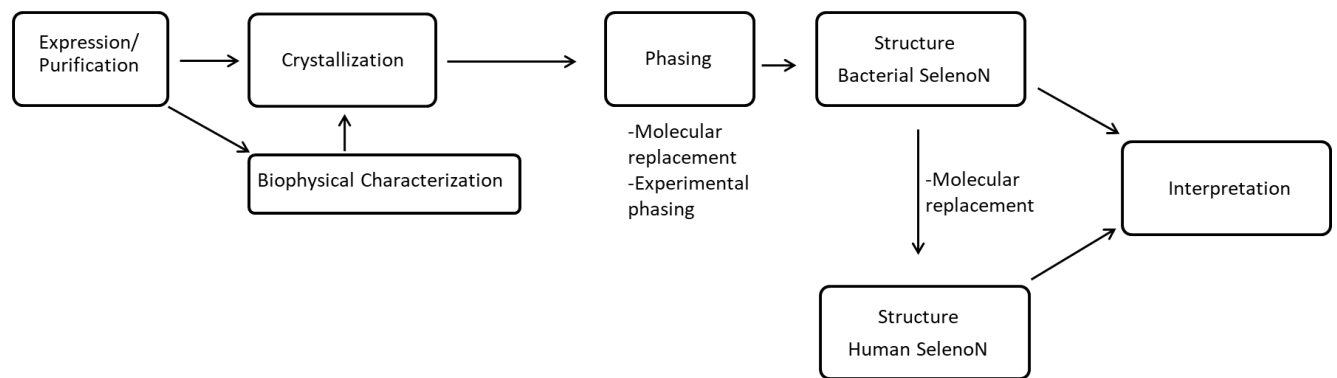 Expression/
Purification
Crystallization
Biophysical Characterization
Phasing
-Molecular
replacement
-Experimental
phasing
Structure
Bacterial SelenoN
-Molecular
replacement
Structure
Human SelenoN
Interpretation